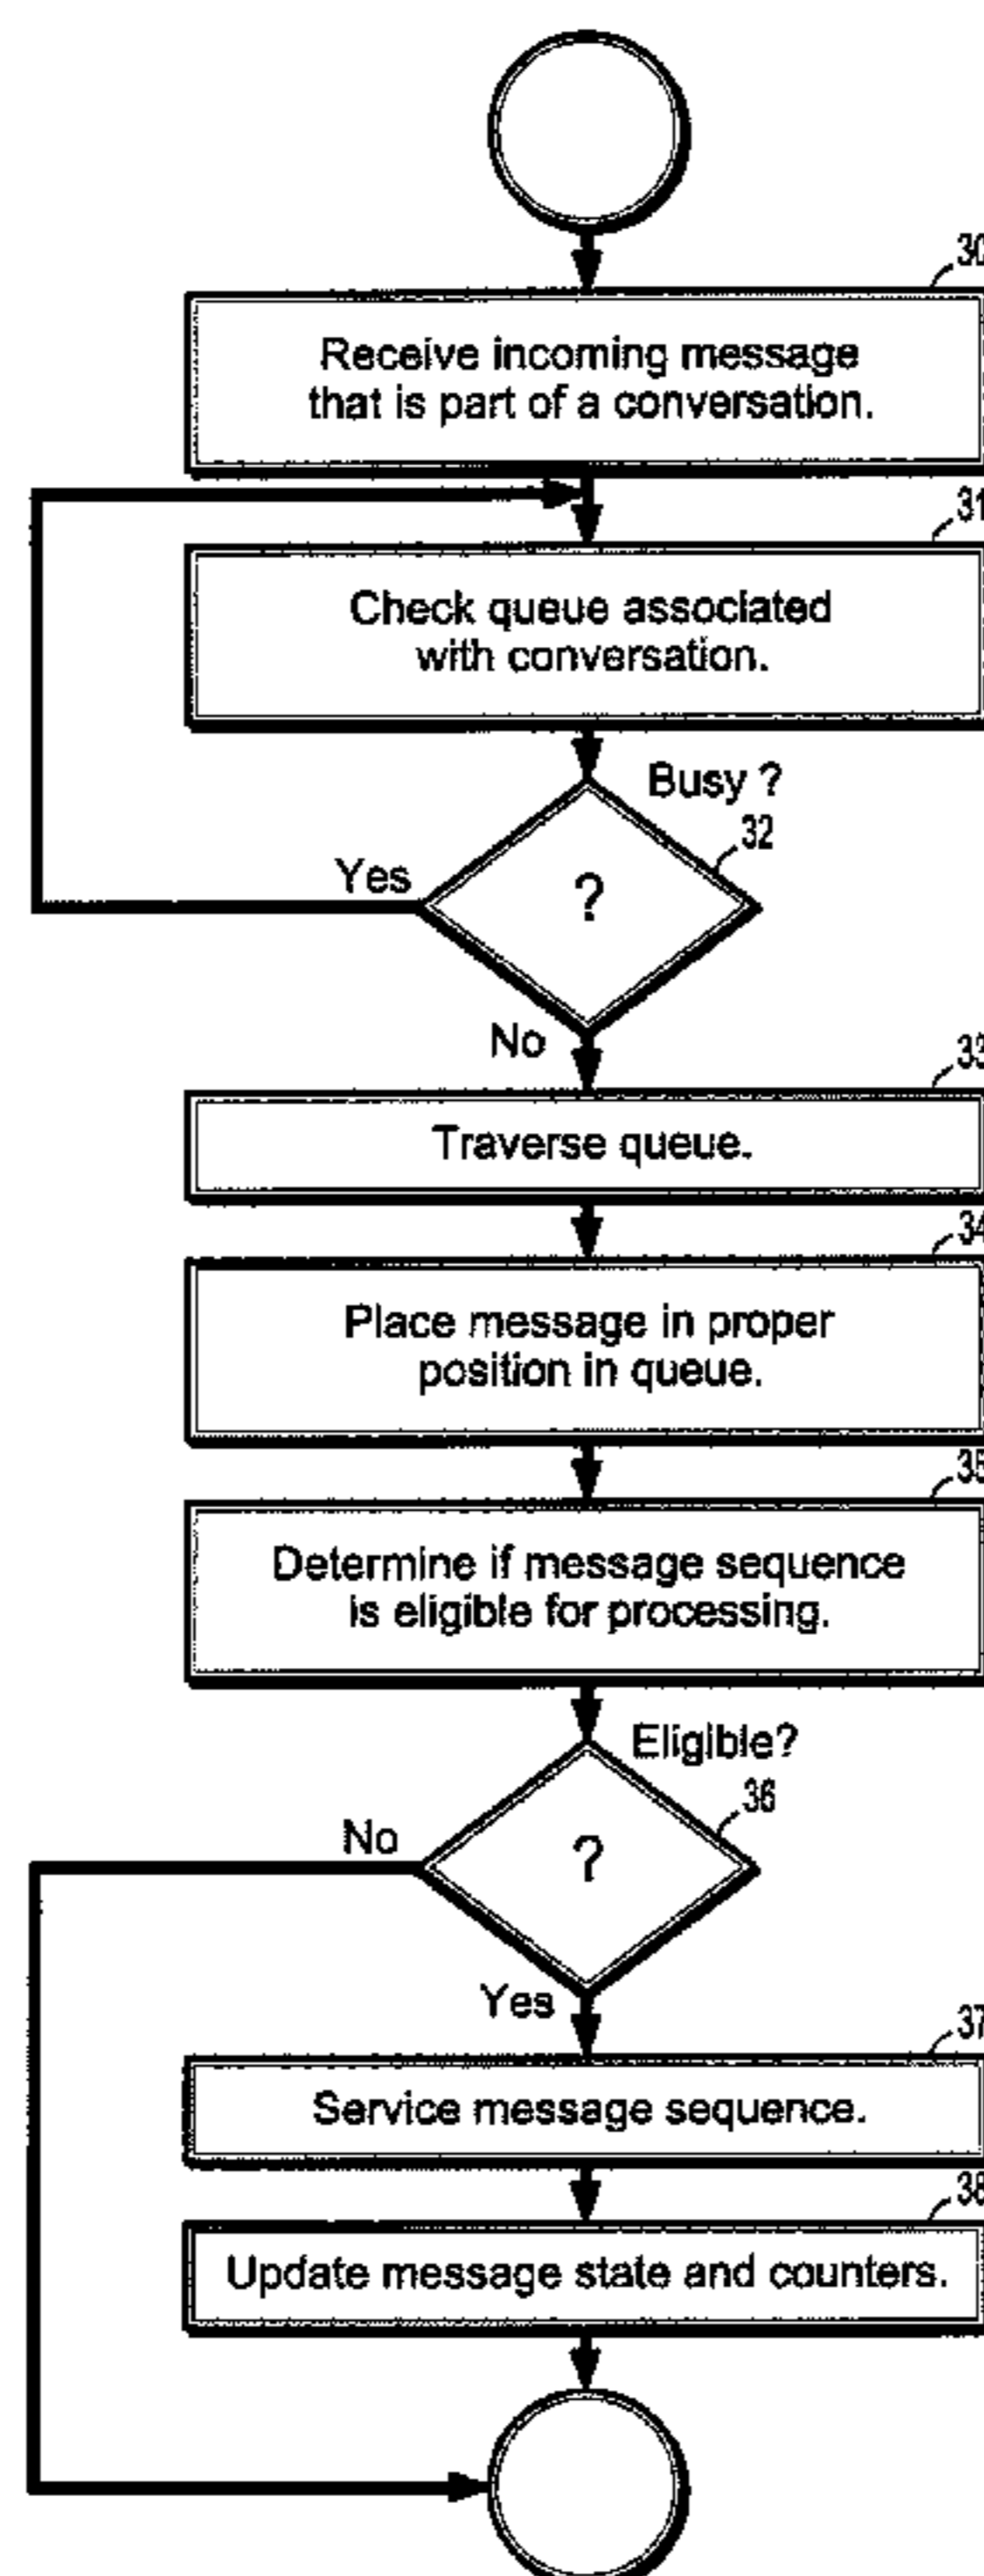 30
Receive incoming message
that is part of a conversation.
31
Check queue associated
with conversation.
Busy ?
32
Yes
?
No
33
Traverse queue.
34
Place message in proper
position in queue.
35
Determine if message sequence
is eligible for processing.
Eligible?
36
No
?
Yes
37
Service message sequence.
38
Update message state and counters.